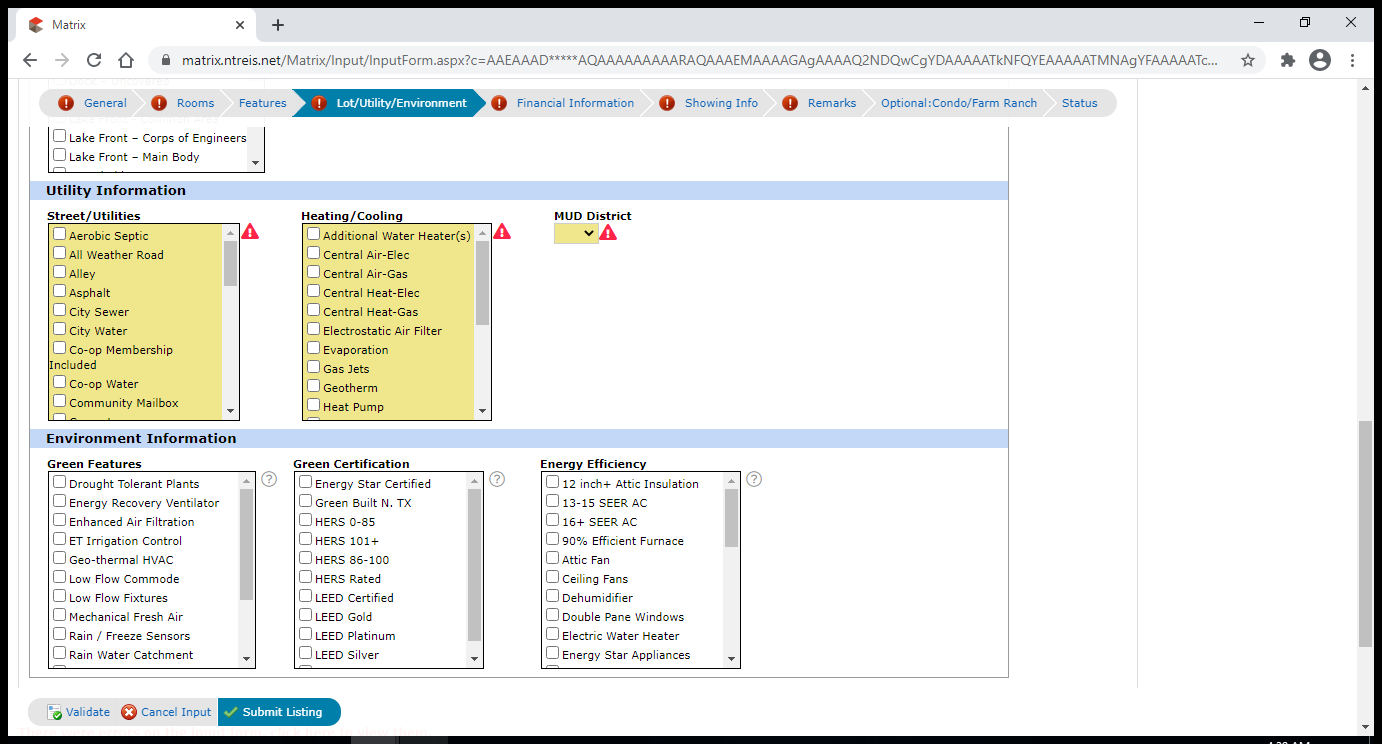 Matrix
matrix.ntreis.net/Matrix/Input/InputForm.aspx?c=AAEAAAD*****AQAAAAAAAAARAQAAAEMAAAAGAgAAAAQ2NDQwCgYDAAAAATkNFQYEAAAAATMNAgYFAAAAATc...
General Rooms Features Lot/Utility/Environment Financial Information Showing Info Remarks Optional:Condo/Farm Ranch Status
Lake Front – Corps of Engineers
Lake Front – Main Body
Utility Information
Street/Utilities
Aerobic Septic
All Weather Road
Alley
Asphalt
City Sewer
City Water
Co-op Membership
Included
Co-op Water
Community Mailbox
Heating/Cooling
Additional Water Heater(s)
Central Air-Elec
Central Air-Gas
Central Heat-Elec
Central Heat-Gas
Electrostatic Air Filter
Evaporation
Gas Jets
Geotherm
Heat Pump
MUD District
Environment Information
Green Features
Drought Tolerant Plants
Energy Recovery Ventilator
Enhanced Air Filtration
ET Irrigation Control
Geo-thermal HVAC
Low Flow Commode
Low Flow Fixtures
Mechanical Fresh Air
Rain / Freeze Sensors
Rain Water Catchment
Green Certification
Energy Star Certified
Green Built N. TX
HERS 0-85
HERS 101+
HERS 86-100
HERS Rated
LEED Certified
LEED Gold
LEED Platinum
LEED Silver
Energy Efficiency
12 inch+ Attic Insulation
13-15 SEER AC
16+ SEER AC
90% Efficient Furnace
Attic Fan
Ceiling Fans
Dehumidifier
Double Pane Windows
Electric Water Heater
Energy Star Appliances
Validate Cancel Input Submit Listing